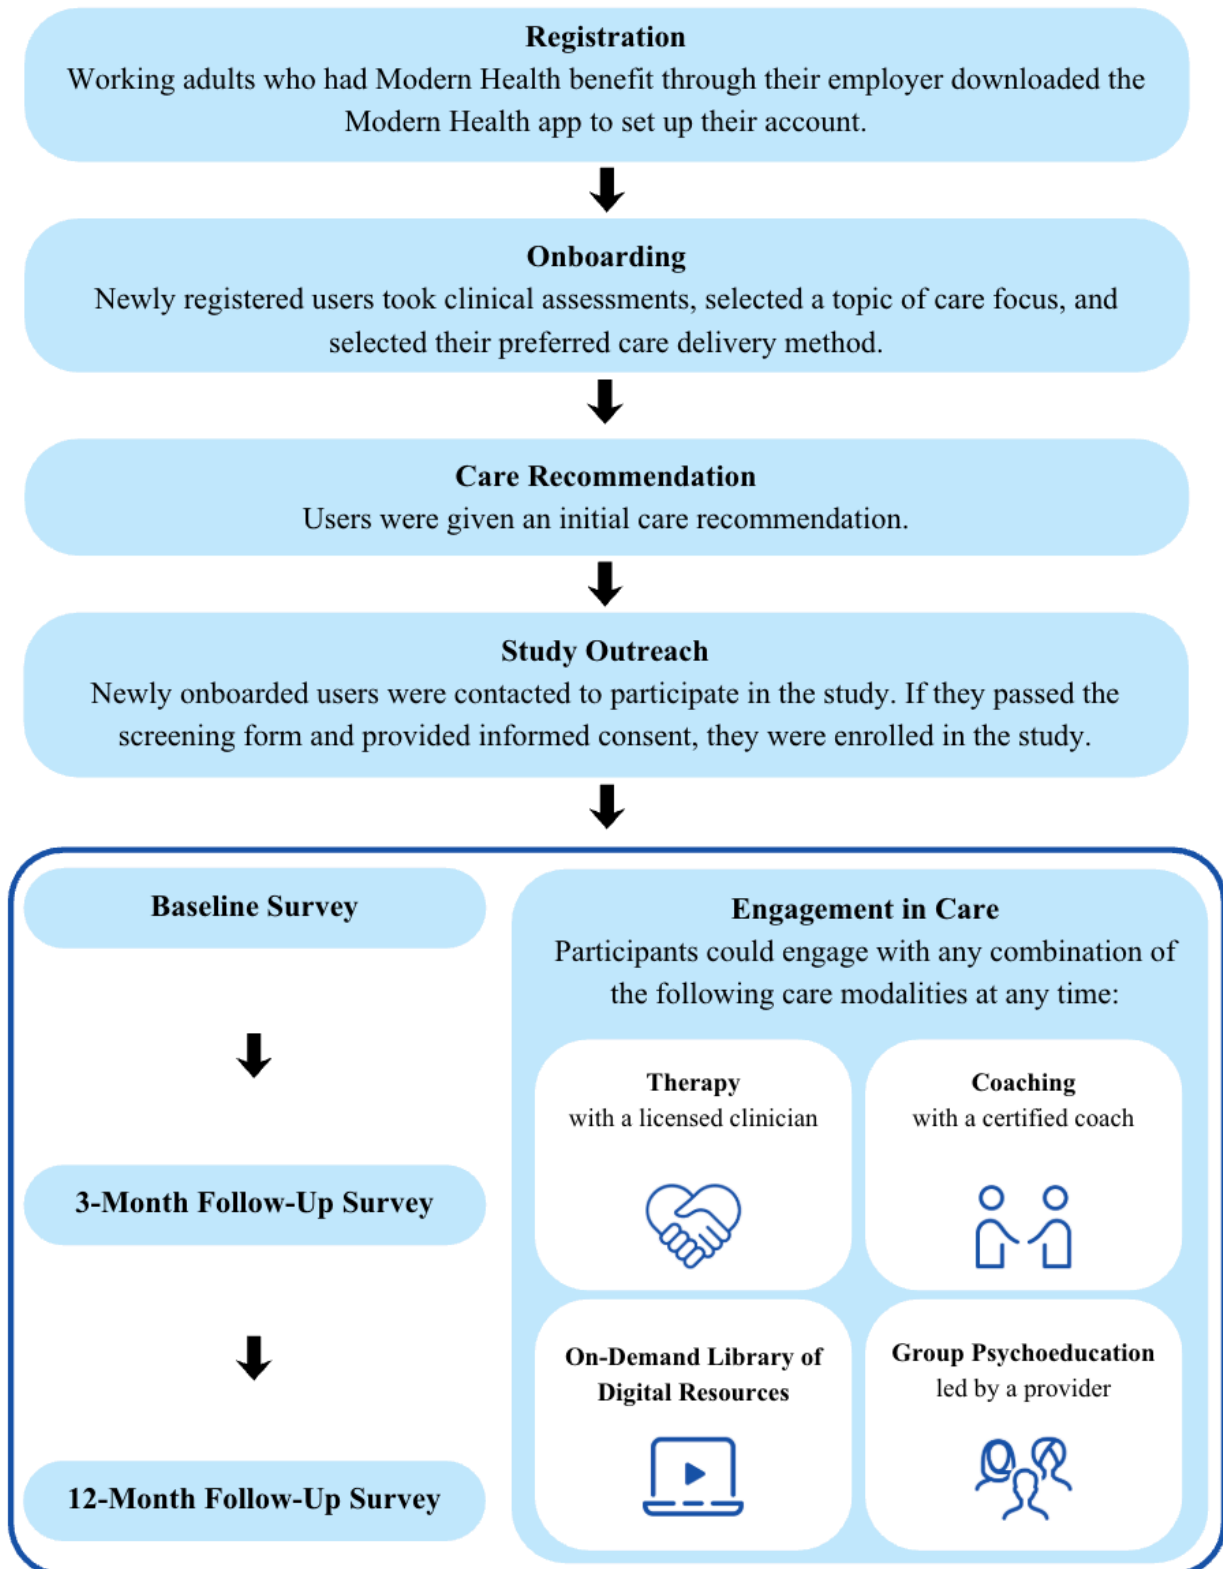 Registration
Working adults who had Modern Health benefit through their employer downloaded the
Modern Health app to set up their account.
Onboarding
Newly registered users took clinical assessments, selected a topic of care focus, and
selected their preferred care delivery method.
Care Recommendation
Users were given an initial care recommendation.
Study Outreach
Newly onboarded users were contacted to participate in the study. If they passed the
screening form and provided informed consent, they were enrolled in the study.
Baseline Survey
3-Month Follow-Up Survey
12-Month Follow-Up Survey
Engagement in Care
Participants could engage with any combination of
the following care modalities at any time:
Therapy
with a licensed clinician
Coaching
with a certified coach
On-Demand Library of
Digital Resources
Group Psychoeducation
led by a provider